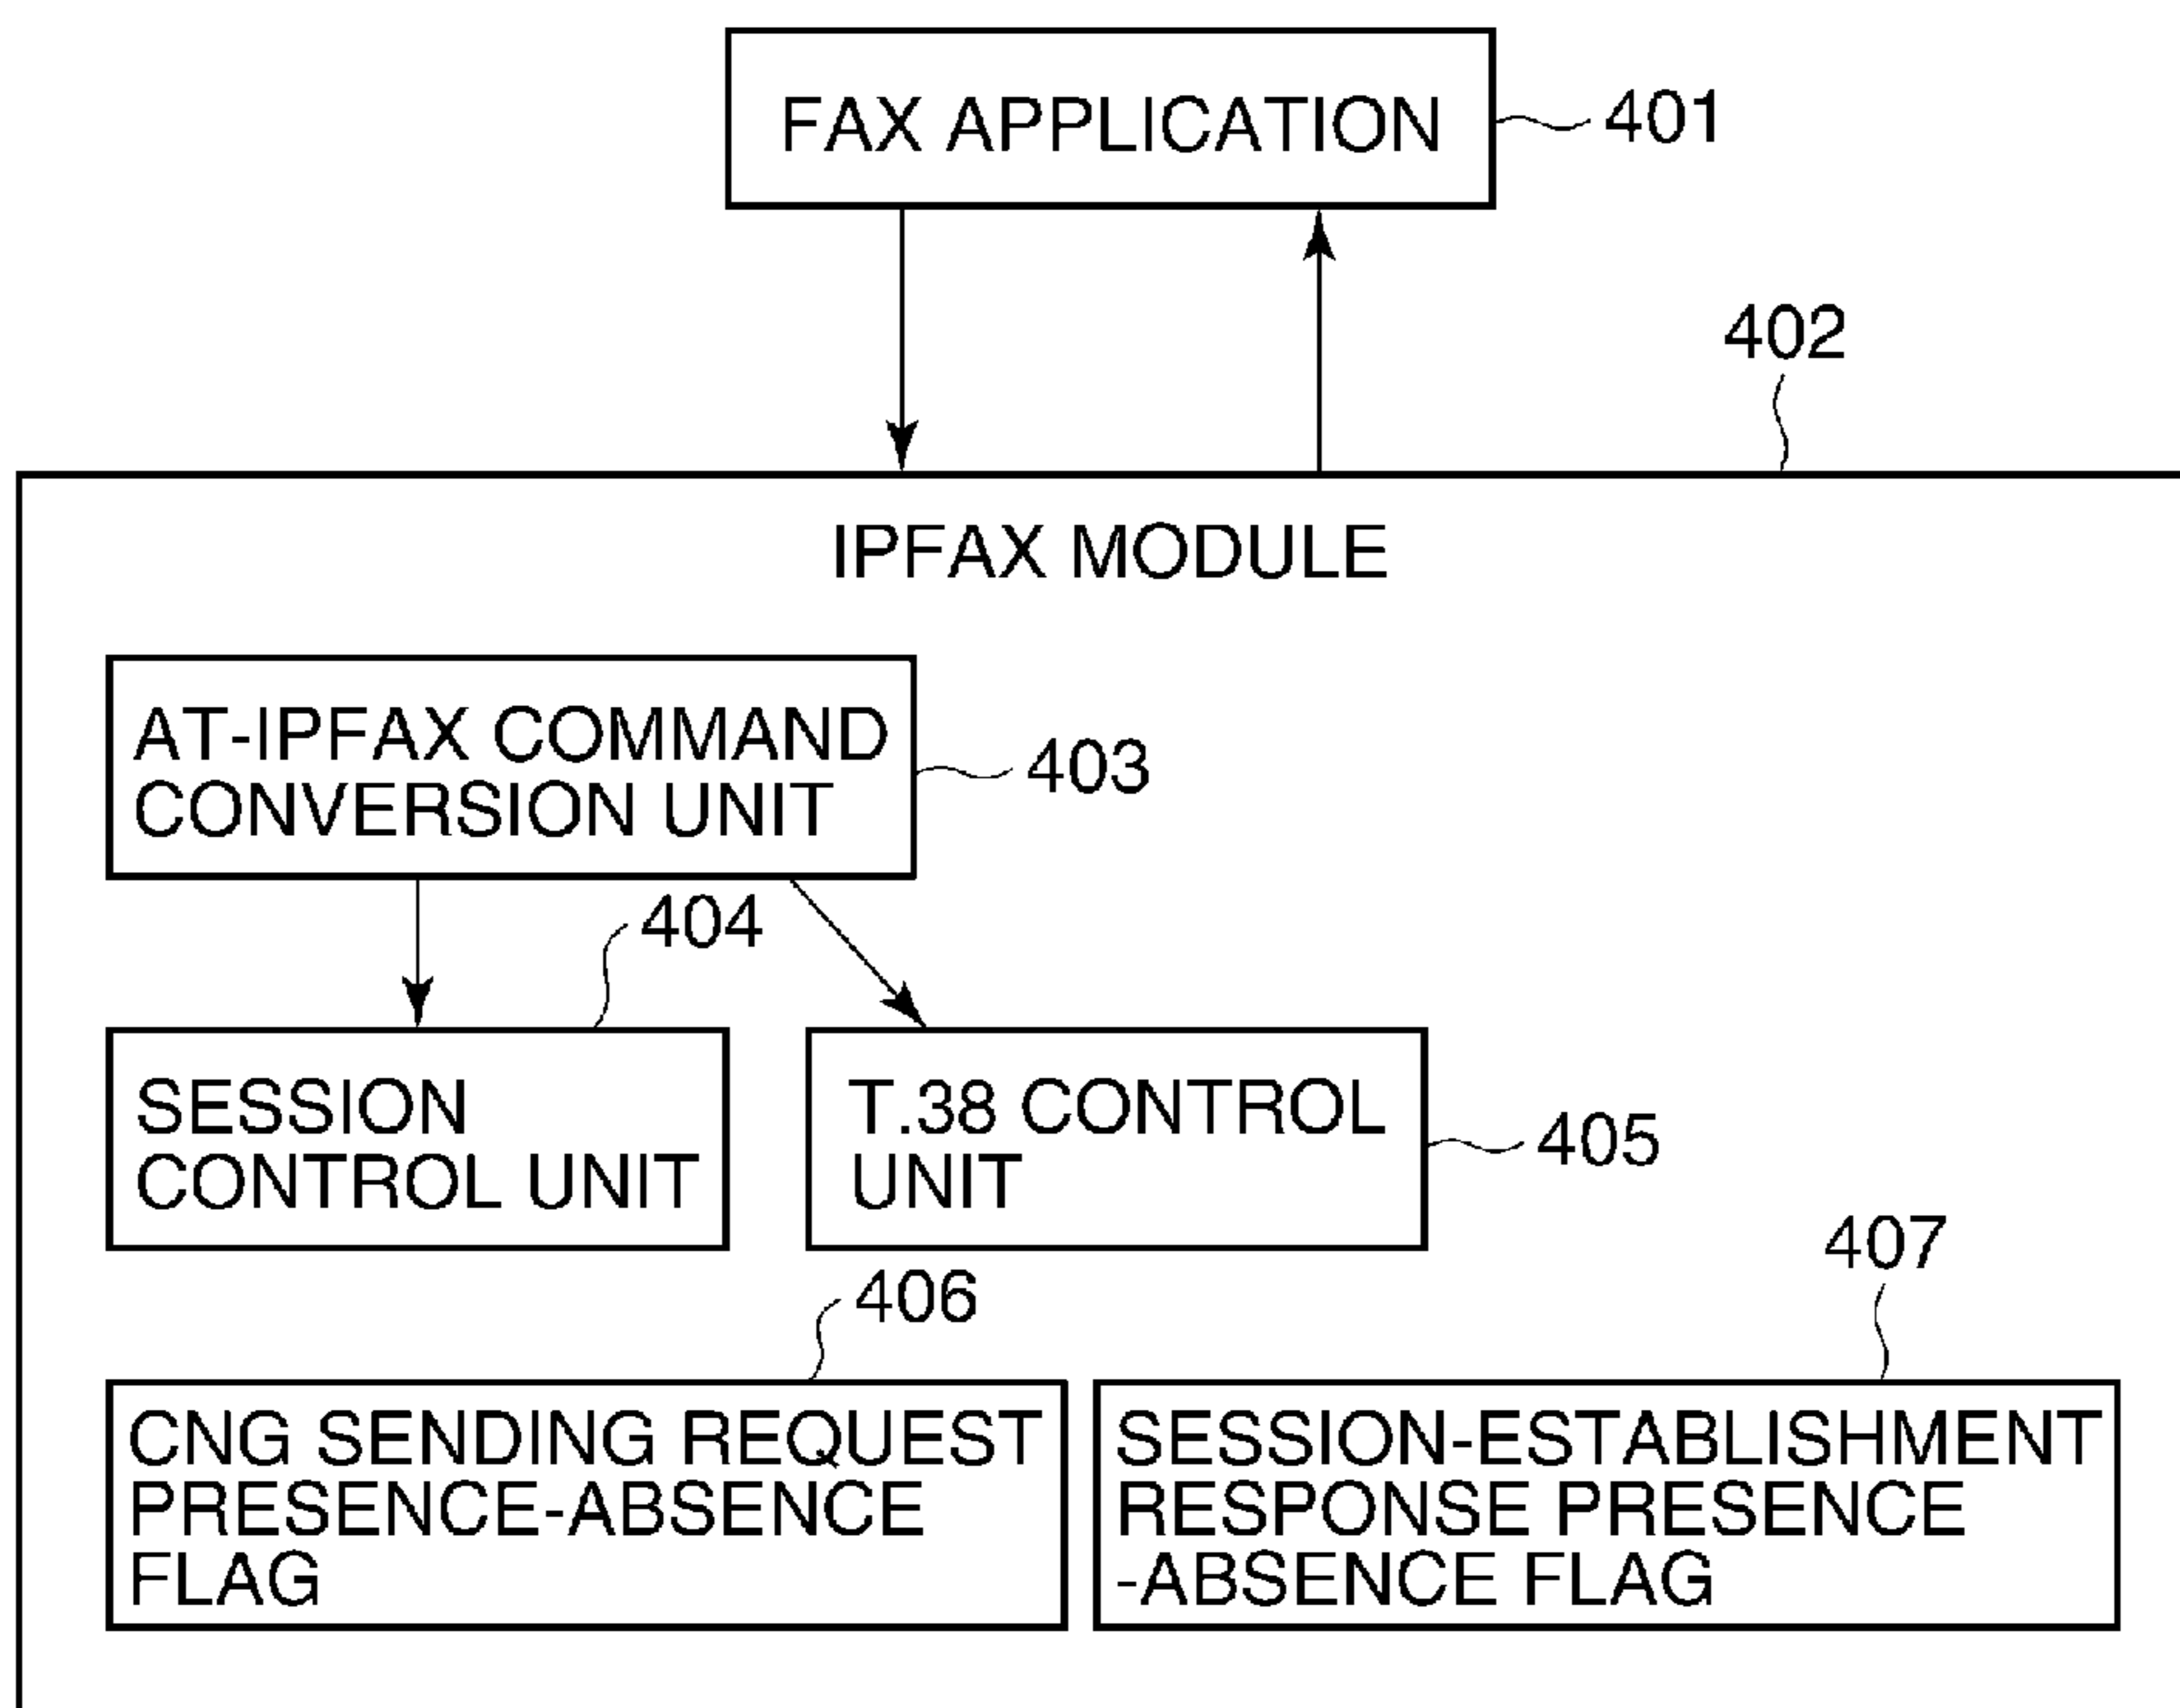 FAX APPLICATION
401
402
IPFAX MODULE
AT-IPFAX COMMAND
CONVERSION UNIT
403
404
SESSION
CONTROL UNIT
T.38 CONTROL
UNIT
405
406
407
CNG SENDING REQUEST
PRESENCE-ABSENCE
FLAG
SESSION-ESTABLISHMENT
RESPONSE PRESENCE
-ABSENCE FLAG